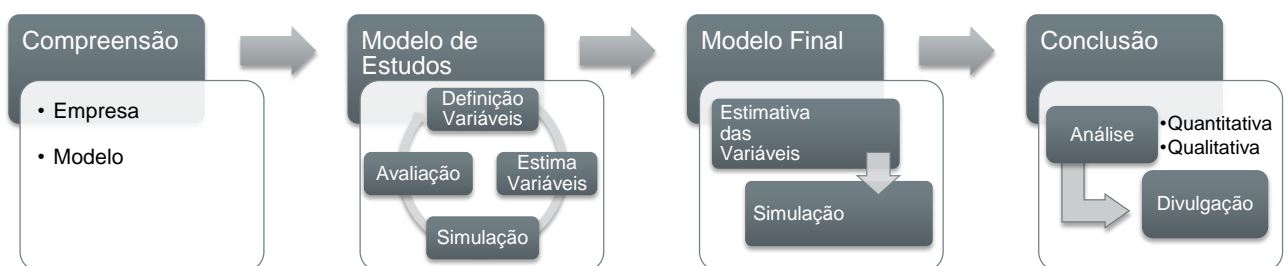 Compreensão
• Empresa
• Modelo
Modelo de
Estudos
Definição
Variáveis
Estima
Variáveis
Simulação
Avaliação
Modelo Final
Estimativa
das
Variáveis
Simulação
Conclusão
Análise
•Quantitativa
•Qualitativa
Divulgação